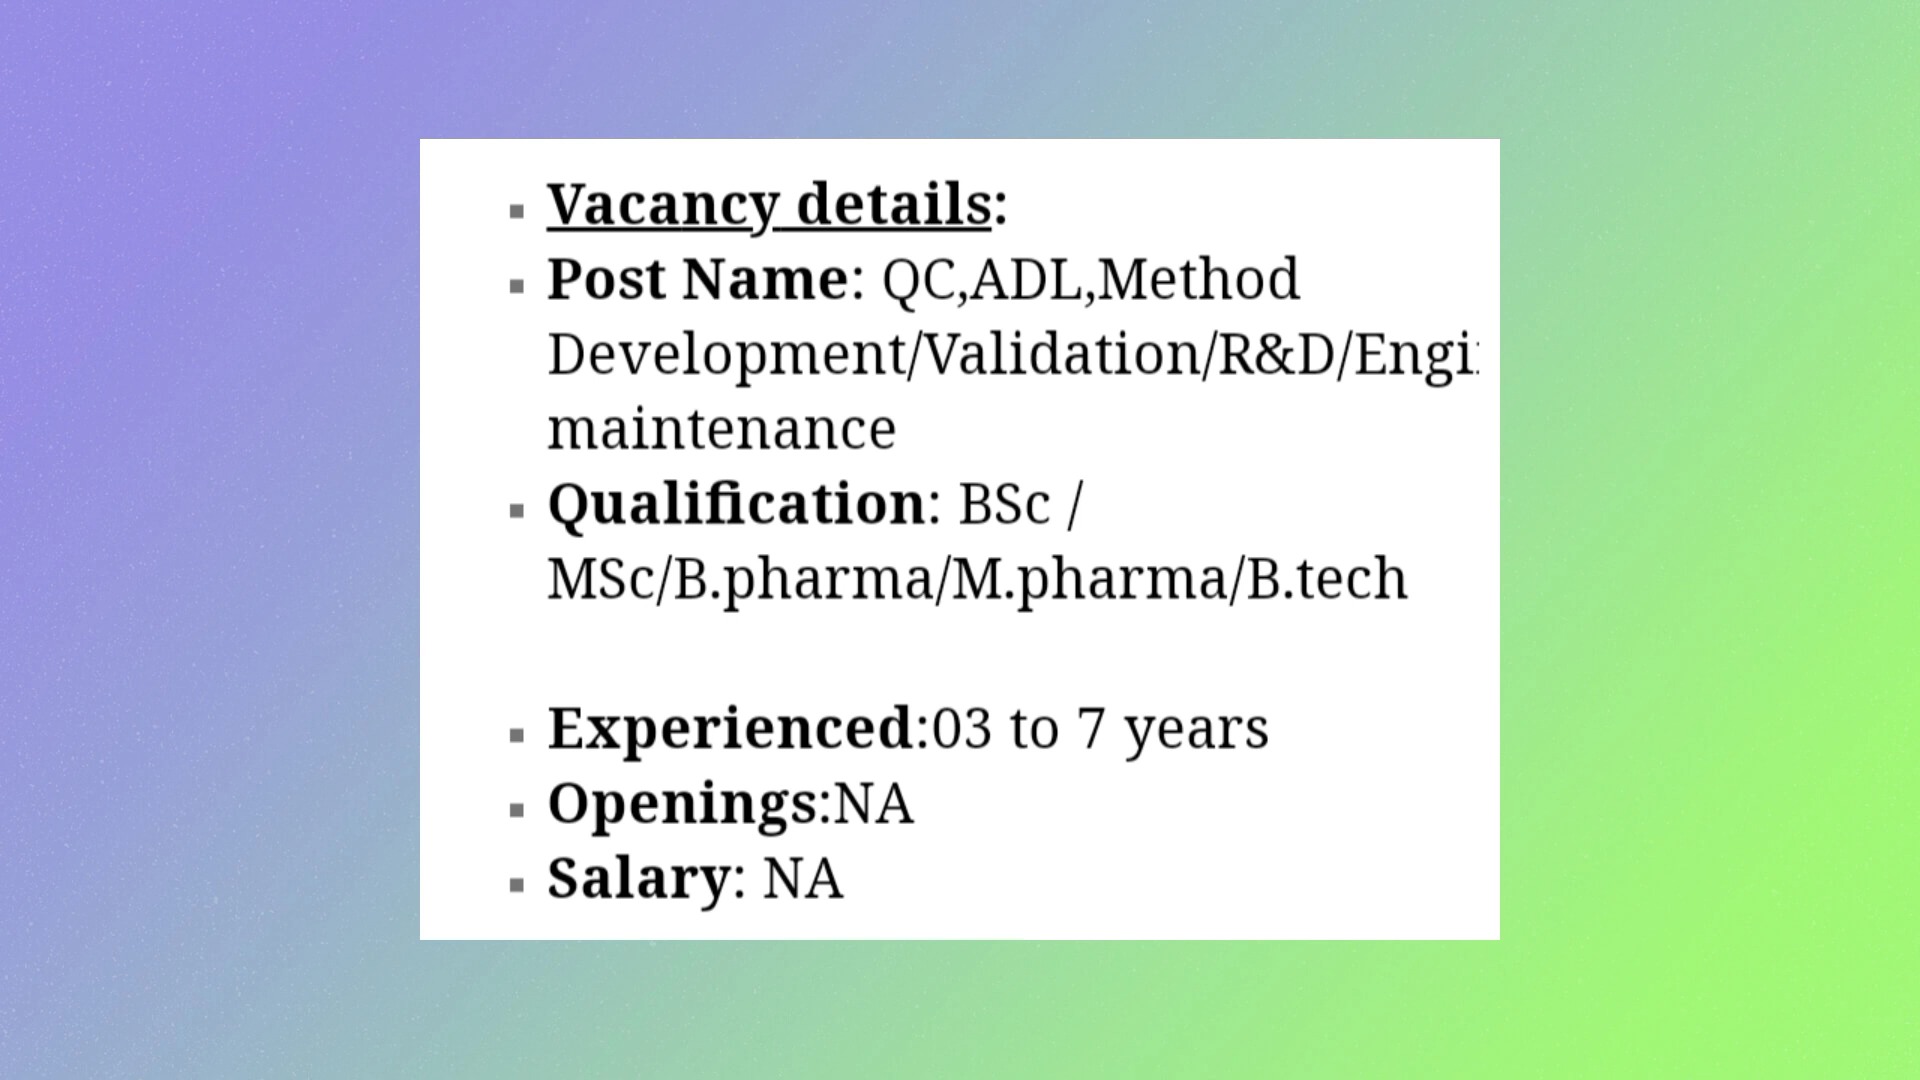 Vacancy details:
Post Name: QC,ADL,Method
Development/Validation/R&D/
maintenance
Qualification: BSc /
MSc/B.pharma/M.pharma/B.tech
Experienced:03 to 7 years
Openings:NA
Salary: NA